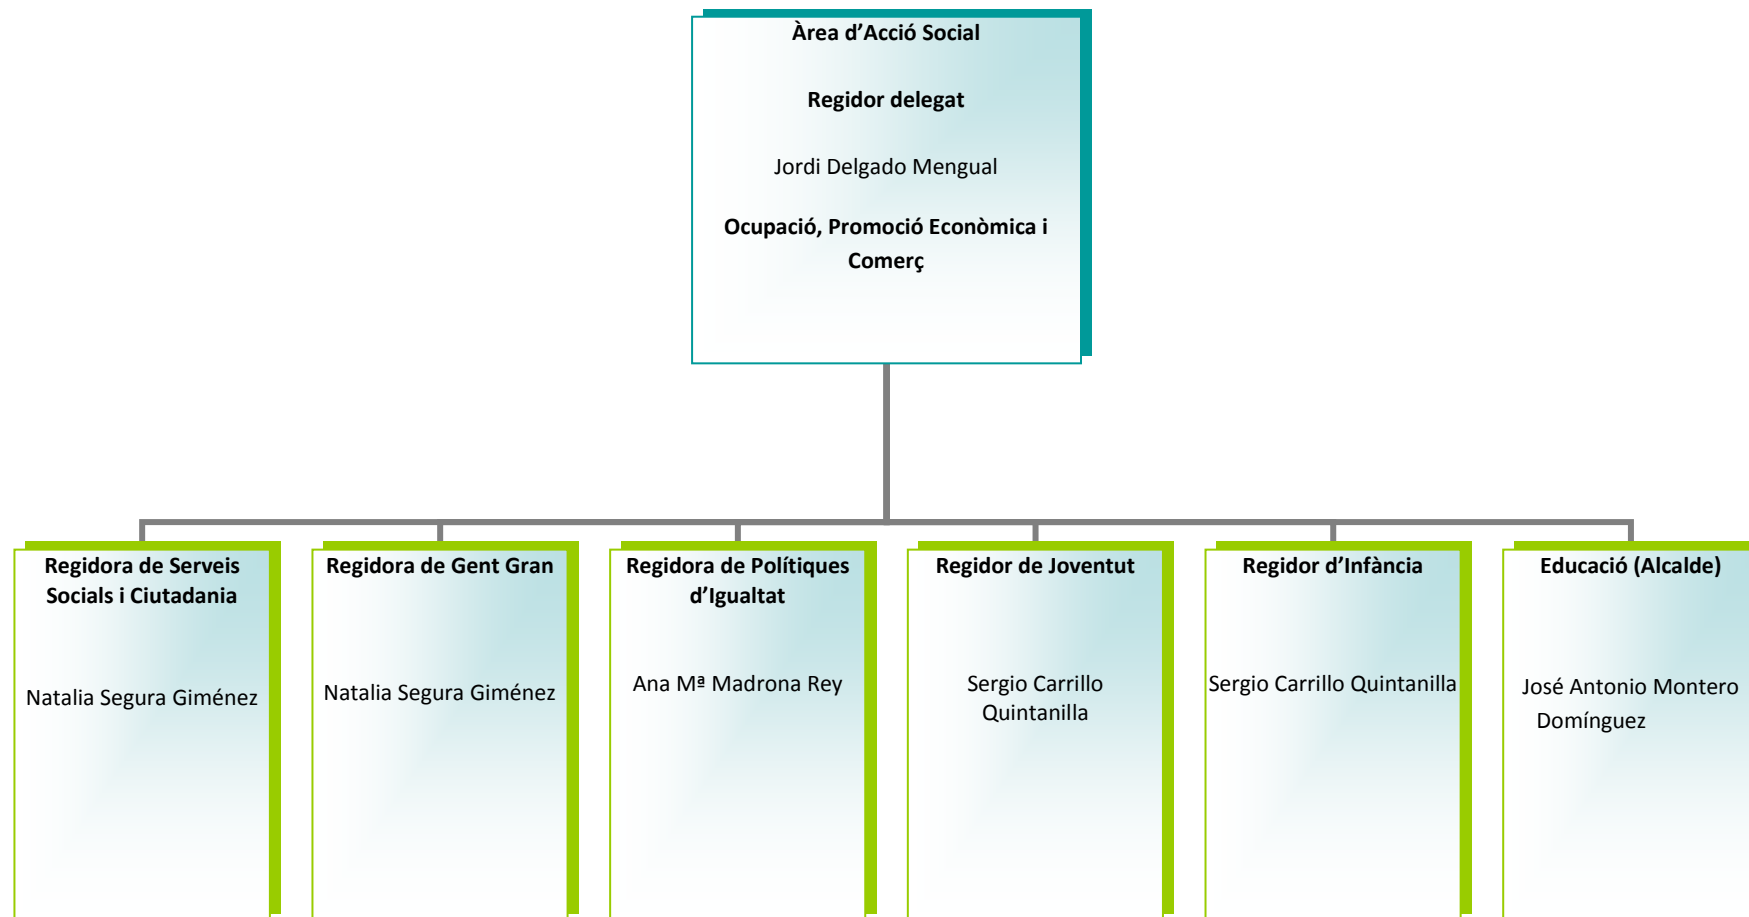 Àrea d’Acció Social
Regidor delegat
Jordi Delgado Mengual
Ocupació, Promoció Econòmica i
Comerç
Regidora de Serveis
Socials i Ciutadania
Natalia Segura Giménez
Regidora de Gent Gran
Natalia Segura Giménez
Regidora de Polítiques
d’Igualtat
Ana Mª Madrona Rey
Regidor de Joventut
Sergio Carrillo
Quintanilla
Regidor d’Infància
Sergio Carrillo Quintanilla
Educació (Alcalde)
José Antonio Montero
Domínguez